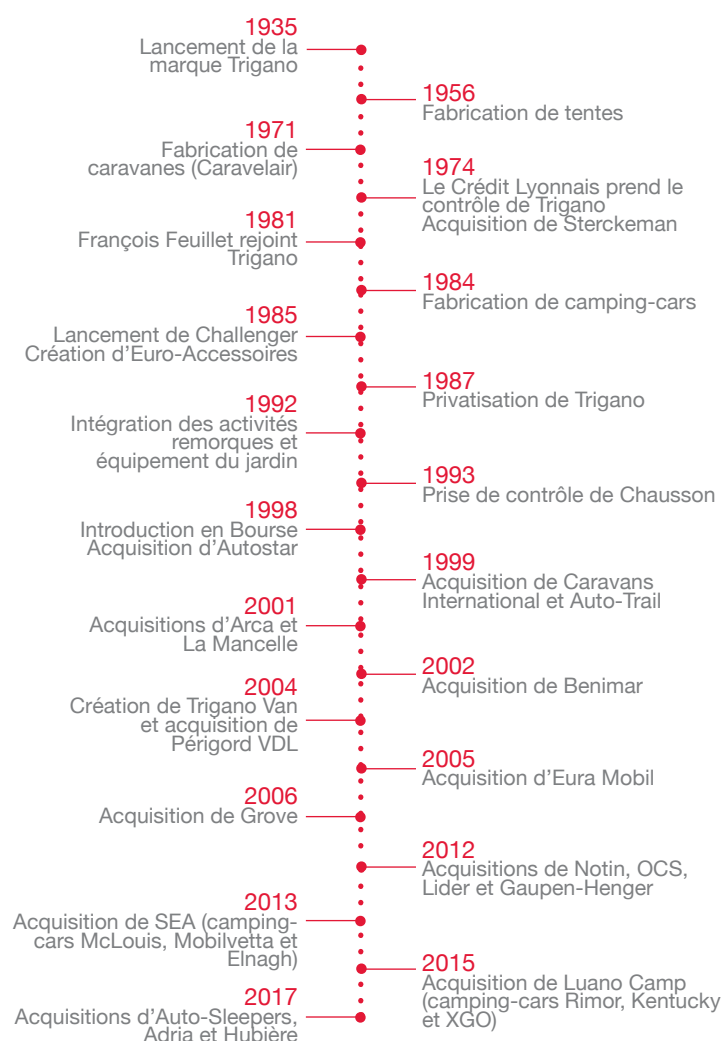 1935
Lancement de la
marque Trigano
1956
Fabrication de tentes
1971
Fabrication de
caravanes (Caravelair)
1974
Le Crédit Lyonnais prend le
contrôle de Trigano
Acquisition de Sterckeman
1981
François Feuillet rejoint
Trigano
1984
Fabrication de camping-cars
1985
Lancement de Challenger
Création d’Euro-Accessoires
1987
Privatisation de Trigano
1992
Intégration des activités
remorques et
équipement du jardin
1993
Prise de contrôle de Chausson
1998
Introduction en Bourse
Acquisition d’Autostar
1999
Acquisition de Caravans
International et Auto-Trail
2001
Acquisitions d’Arca et
La Mancelle
2002
Acquisition de Benimar
2004
Création de Trigano Van
et acquisition de
Périgord VDL
2005
Acquisition d’Eura Mobil
2006
Acquisition de Grove
2012
Acquisitions de Notin, OCS,
Lider et Gaupen-Henger
2013
Acquisition de SEA (camping-
cars McLouis, Mobilvetta et
Elnagh)
2015
Acquisition de Luano Camp
(camping-cars Rimor, Kentucky
et XGO)
2017
Acquisitions d’Auto-Sleepers,
Adria et Hubière